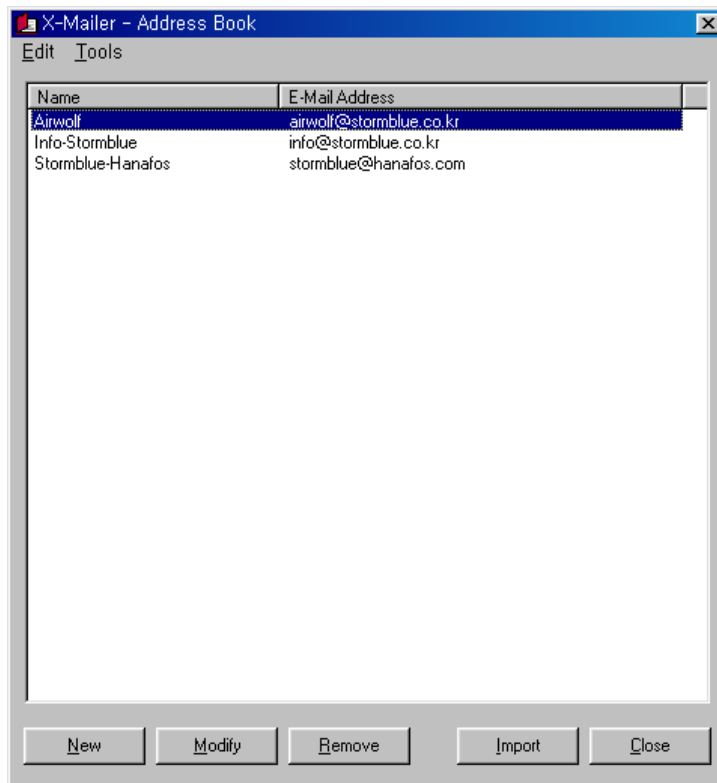 X-Mailer - Address Book
Edit Tools
Name E-Mail Address
Airwolf airwolf@stormblue.co.kr
Info-Stormblue info@stormblue.co.kr
Stormblue-Hanafos stormblue@hanafos.com
New Modify Remove Import Close